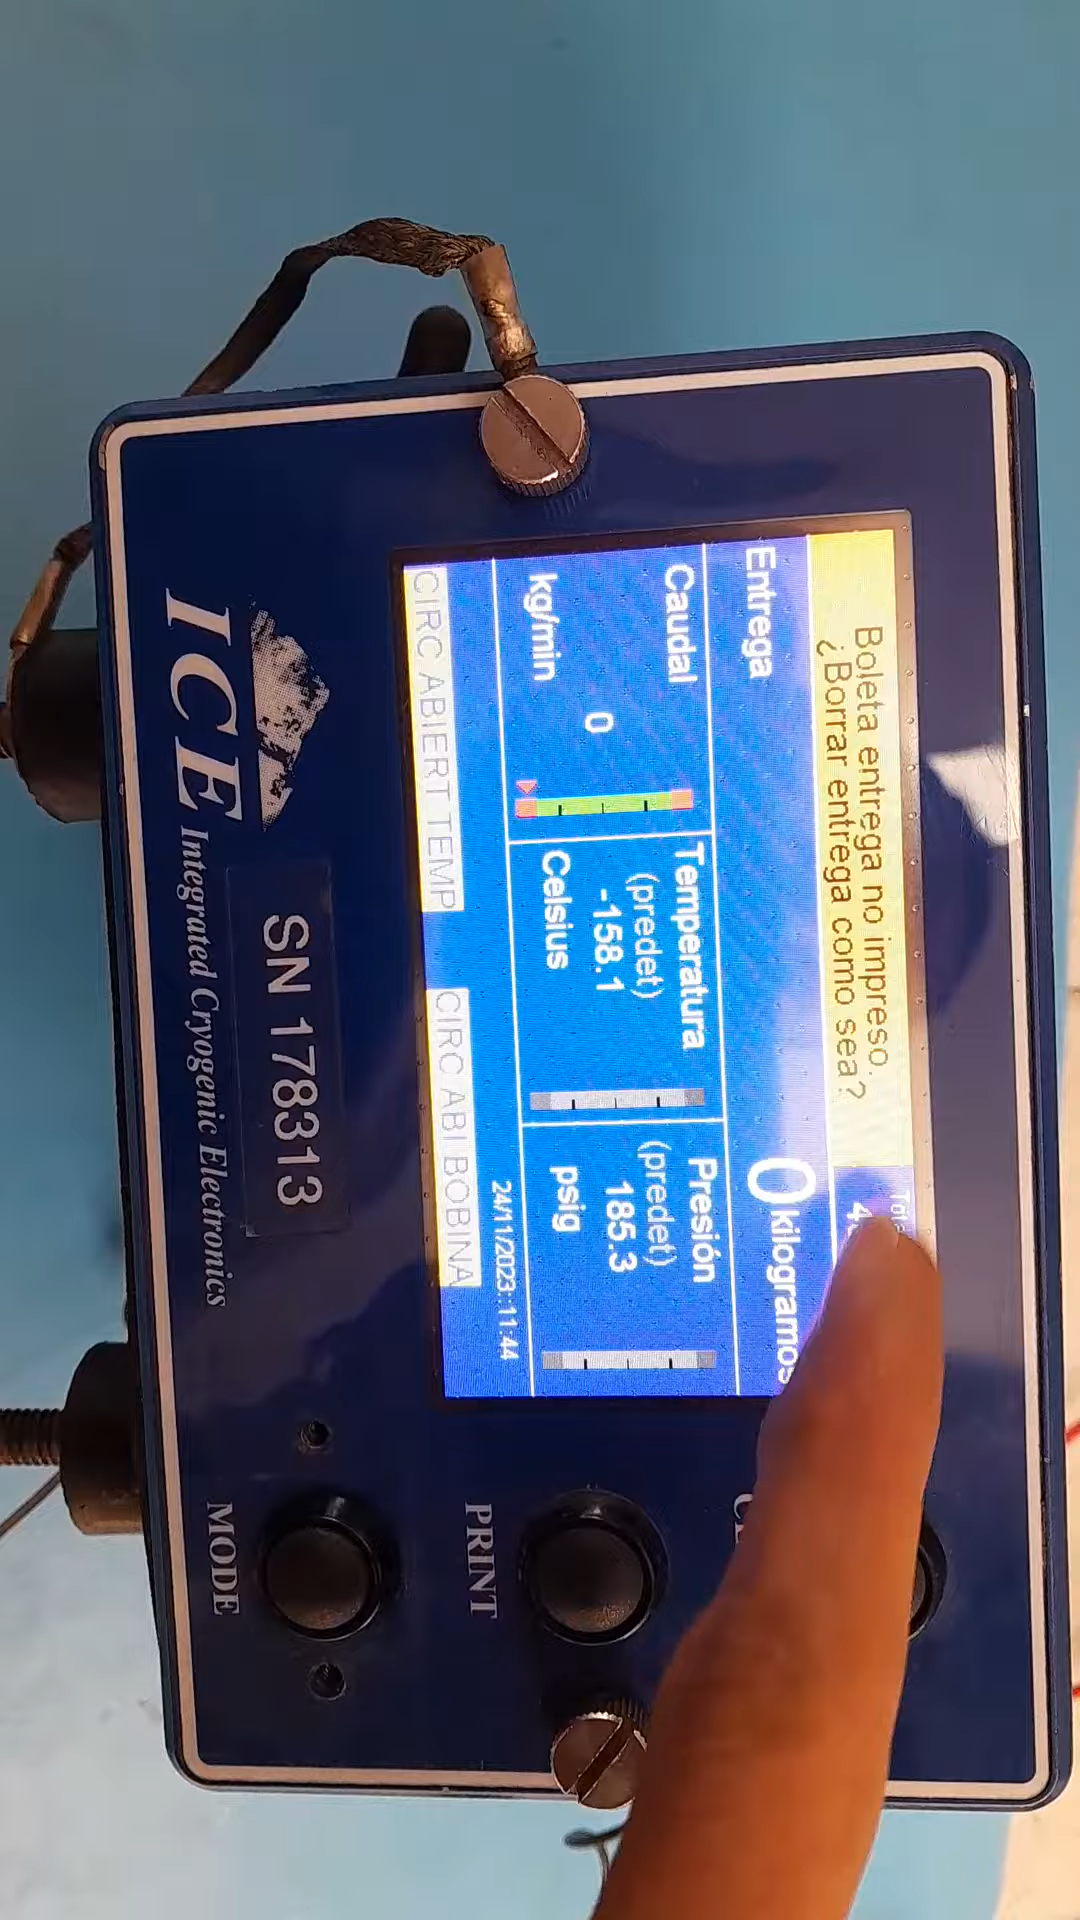 Boleta entrega no impreso.
¿Borrar entrega como sea?
Entrega
0 kilogramos
Caudal
0
kg/min
Temperatura
(predet)
-158.1
Celsius
Presión
(predet)
185.3
psig
24/11/2023::11:44
CIRC ABIERT TEMP
CIRC ABI BOBINA
PRINT
MODE
SN 178313
ICE Integrated Cryogenic Electronics